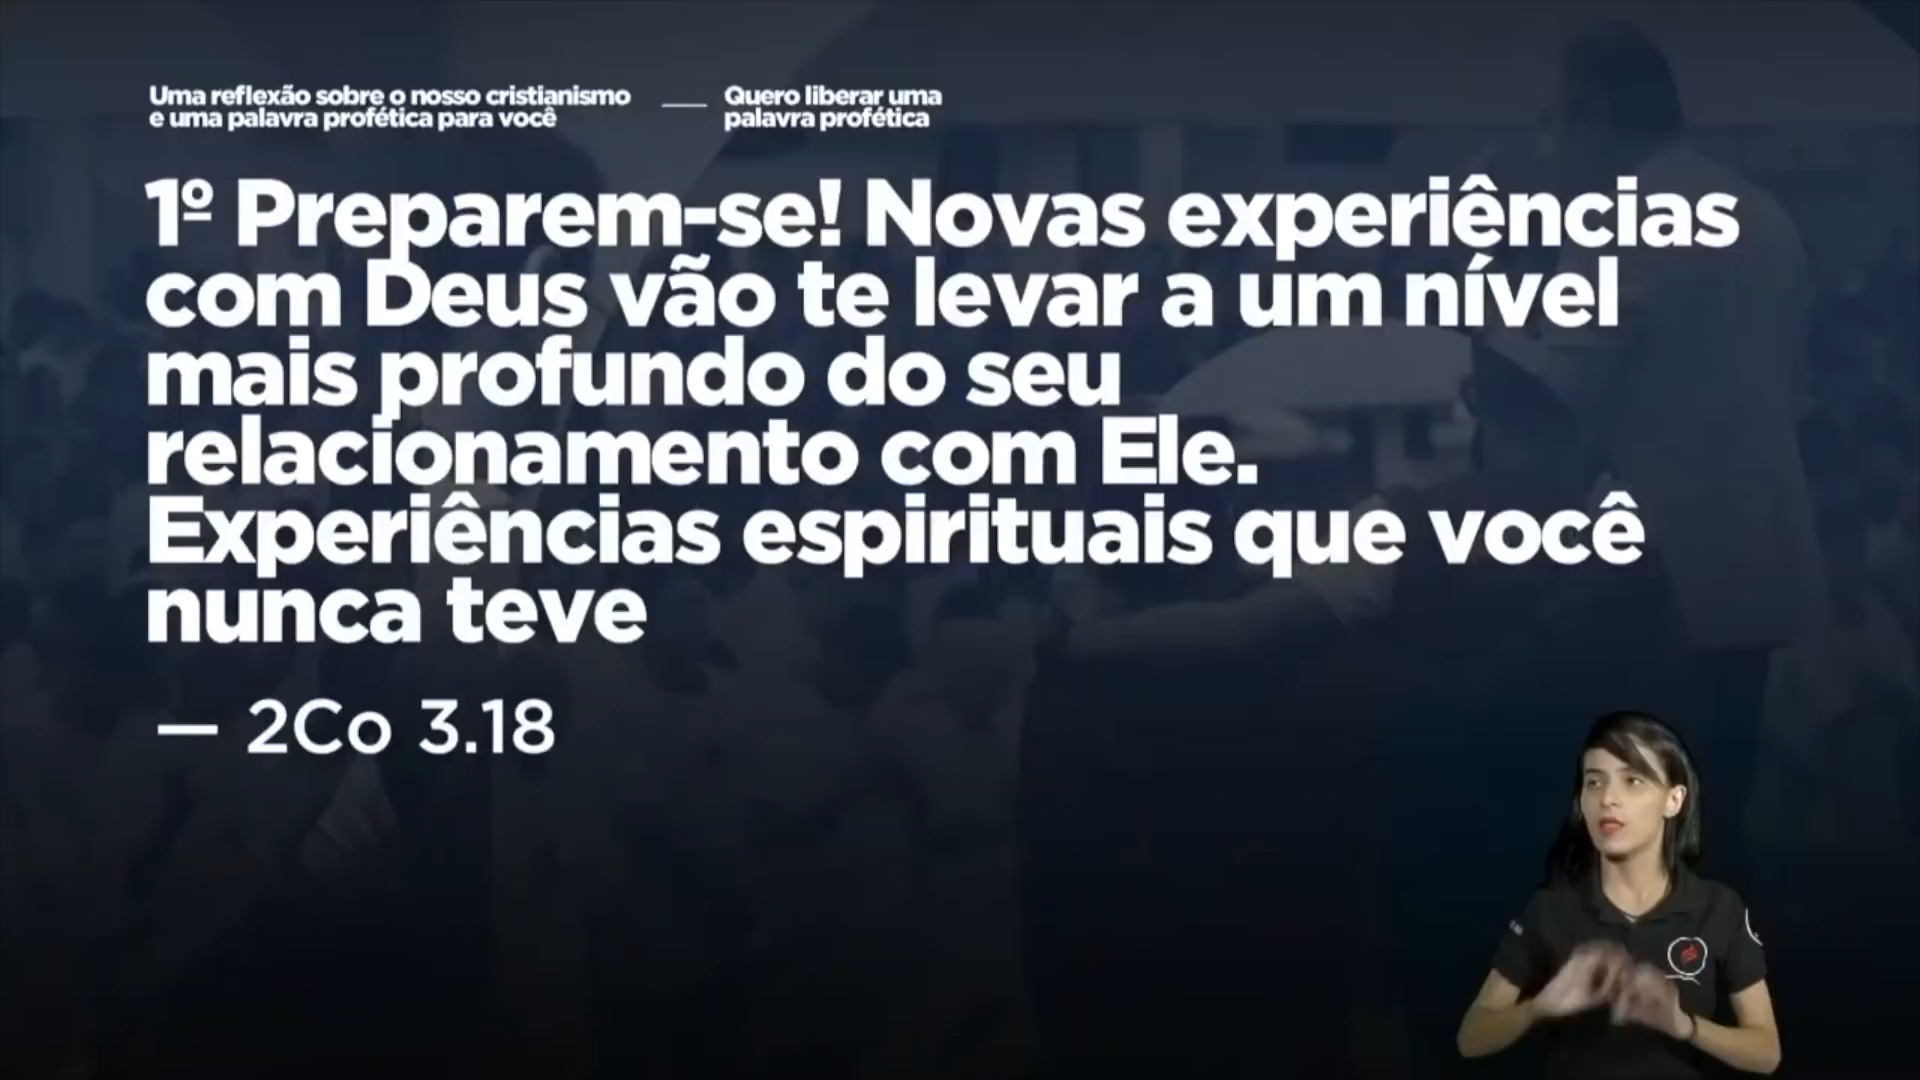 Uma reflexão sobre o nosso cristianismo
e uma palavra profética para você
Quero liberar uma
palavra profética
1º Preparem-se! Novas experiências
com Deus vão te levar a um nível
mais profundo do seu
relacionamento com Ele.
Experiências espirituais que você
nunca teve
— 2Co 3.18